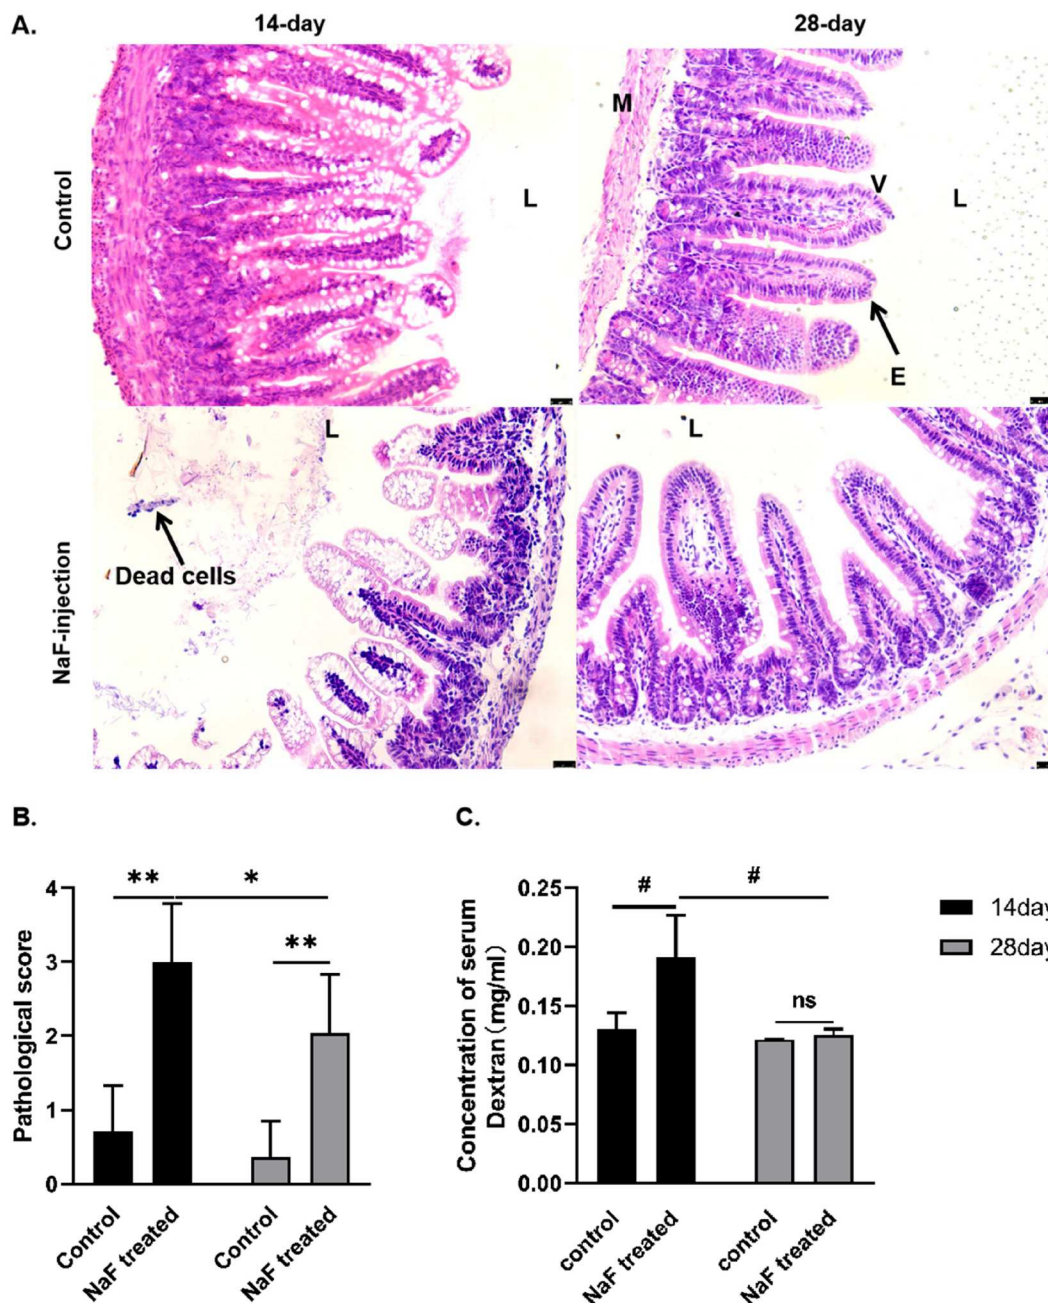 A.
14-day
28-day
Control
M
L
V
L
E
L
Dead cells
L
NaF-injection
B.
C.
Pathological score
4
3
2
1
0
**
*
**
Control
NaF treated
Control
NaF treated
Concentration of serum
Dextran(mg/ml)
0.25
0.20
0.15
0.10
0.05
0.00
#
#
ns
control
NaF treated
control
NaF treated
14day
28day